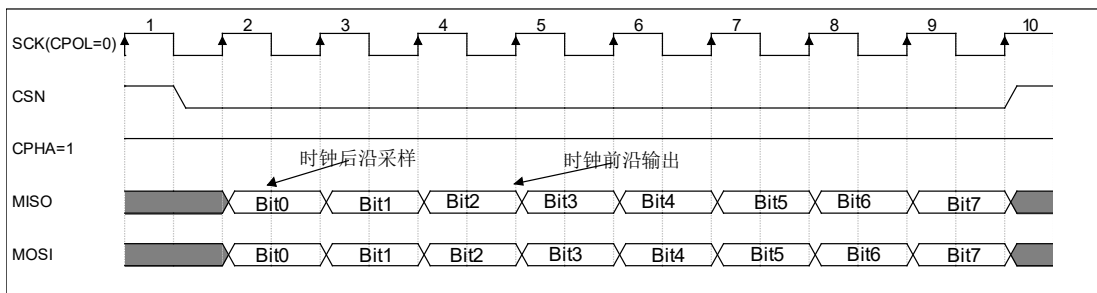 1 2 3 4 5 6 7 8 9 10
SCK(CPOL=0)
CSN
CPHA=1
时钟后沿采样 时钟前沿输出
MISO Bit0 Bit1 Bit2 Bit3 Bit4 Bit5 Bit6 Bit7
MOSI Bit0 Bit1 Bit2 Bit3 Bit4 Bit5 Bit6 Bit7